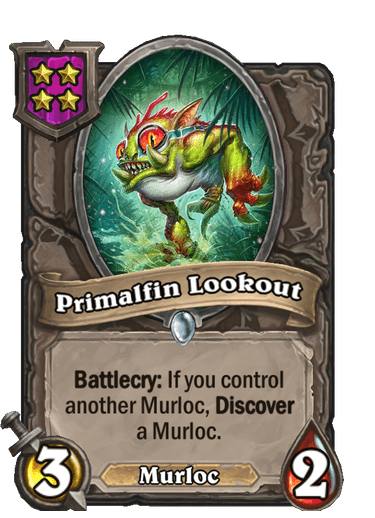 Primalfin Lookout
Battlecry: If you control
another Murloc, Discover
a Murloc.
3
Murloc
2